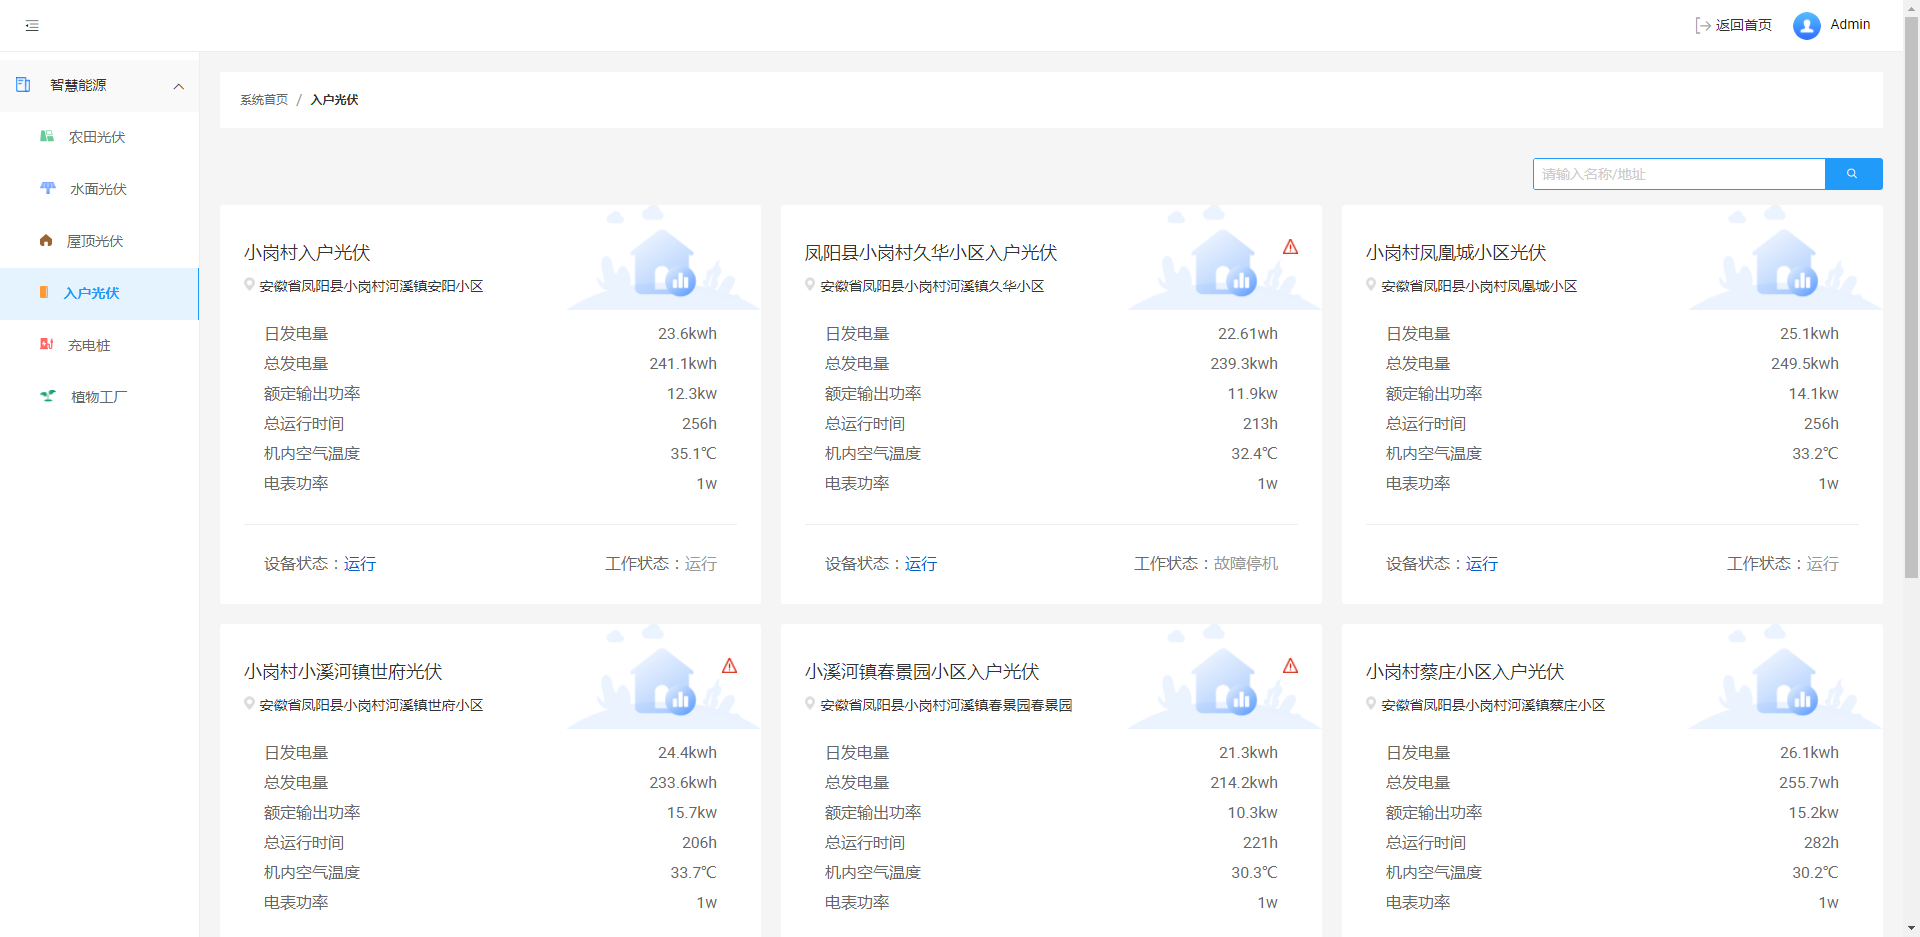 返回首页 Admin
智慧能源
农田光伏
水面光伏
屋顶光伏
入户光伏
充电桩
植物工厂
系统首页 / 入户光伏
请输入名称/地址
小岗村入户光伏
安徽省凤阳县小岗村河溪镇安阳小区
日发电量 23.6kwh
总发电量 241.1kwh
额定输出功率 12.3kw
总运行时间 256h
机内空气温度 35.1℃
电表功率 1w
设备状态：运行 工作状态：运行
凤阳县小岗村久华小区入户光伏
安徽省凤阳县小岗村河溪镇久华小区
日发电量 22.61wh
总发电量 239.3kwh
额定输出功率 11.9kw
总运行时间 213h
机内空气温度 32.4℃
电表功率 1w
设备状态：运行 工作状态：故障停机
小岗村凤凰城小区光伏
安徽省凤阳县小岗村凤凰城小区
日发电量 25.1kwh
总发电量 249.5kwh
额定输出功率 14.1kw
总运行时间 256h
机内空气温度 33.2℃
电表功率 1w
设备状态：运行 工作状态：运行
小岗村小溪河镇世府光伏
安徽省凤阳县小岗村河溪镇世府小区
日发电量 24.4kwh
总发电量 233.6kwh
额定输出功率 15.7kw
总运行时间 206h
机内空气温度 33.7℃
电表功率 1w
小溪河镇春景园小区入户光伏
安徽省凤阳县小岗村河溪镇春景园春景园
日发电量 21.3kwh
总发电量 214.2kwh
额定输出功率 10.3kw
总运行时间 221h
机内空气温度 30.3℃
电表功率 1w
小岗村蔡庄小区入户光伏
安徽省凤阳县小岗村河溪镇蔡庄小区
日发电量 26.1kwh
总发电量 255.7wh
额定输出功率 15.2kw
总运行时间 282h
机内空气温度 30.2℃
电表功率 1w